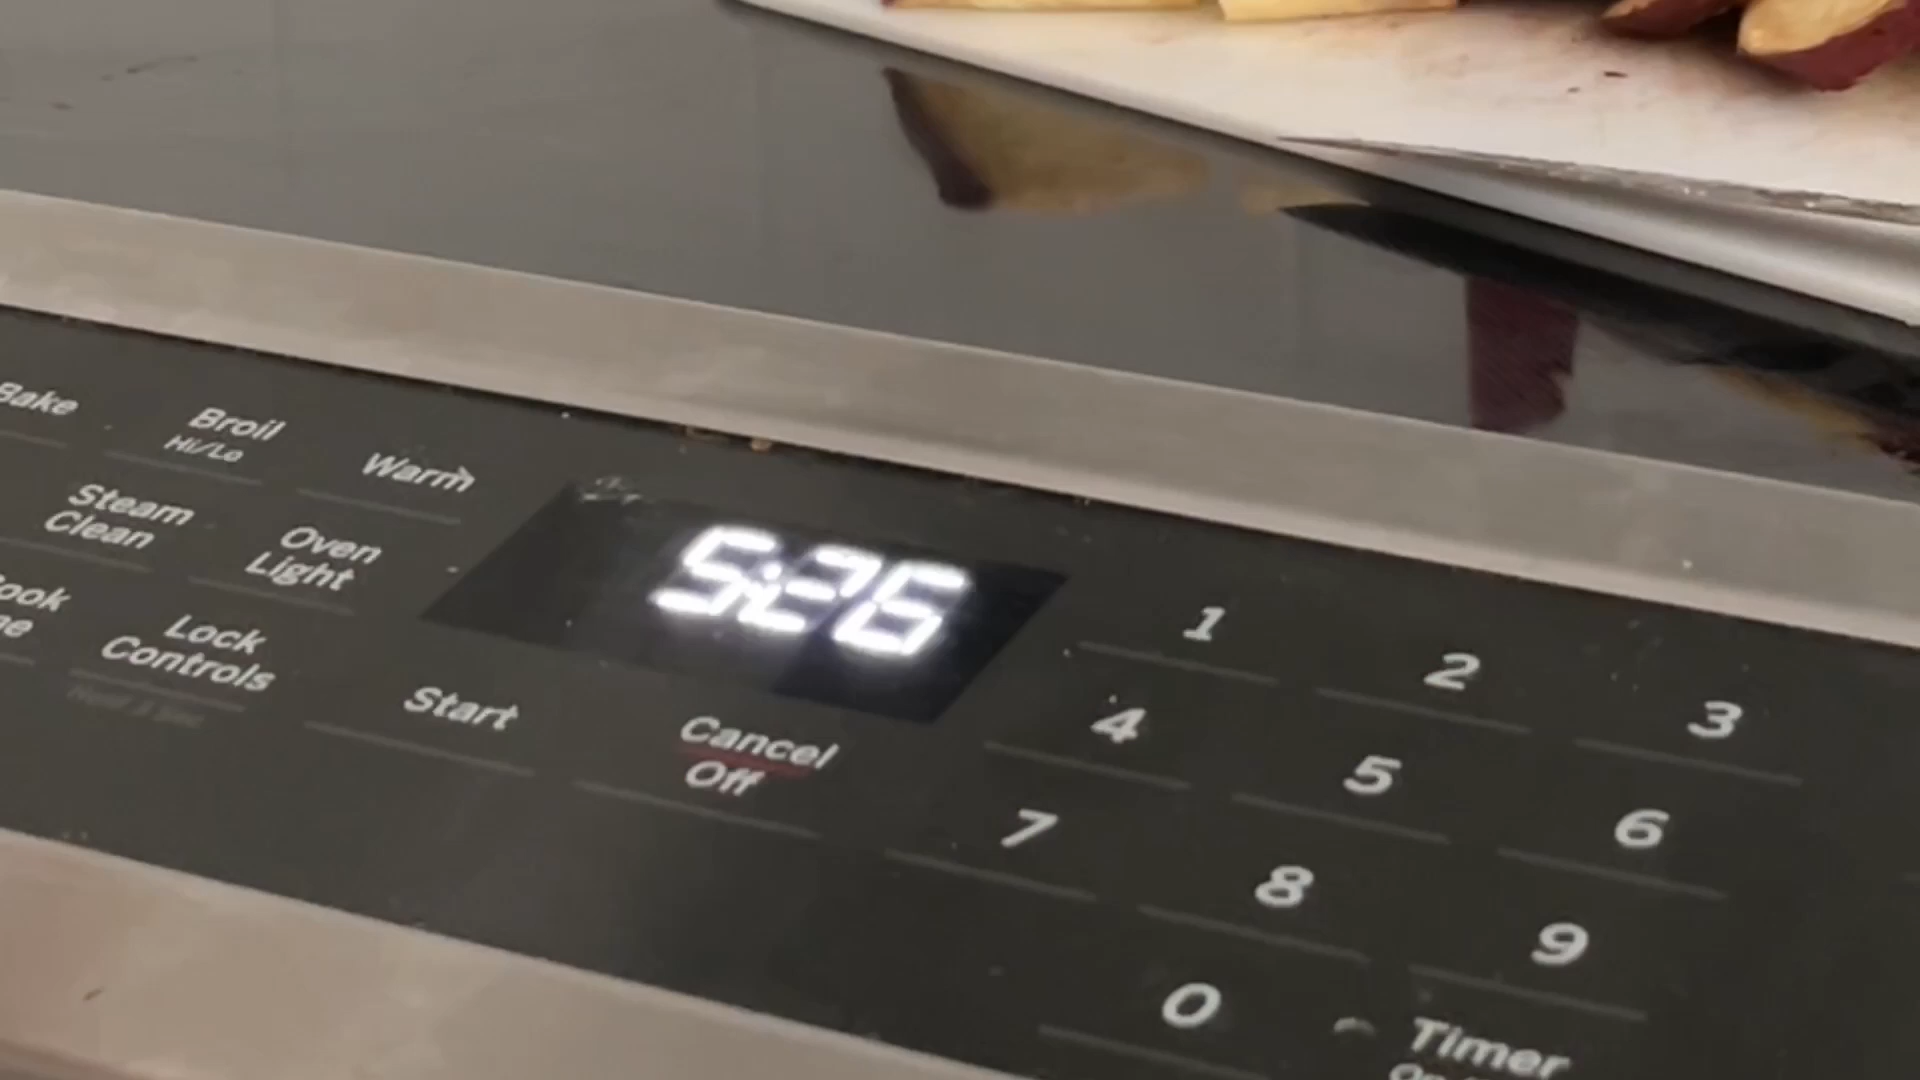 Bake
Broil
Hi/Lo
Warm
Steam
Clean
Oven
Light
Lock
Controls
Start
Cancel
Off
5:26
1
2
3
4
5
6
7
8
9
0
Timer